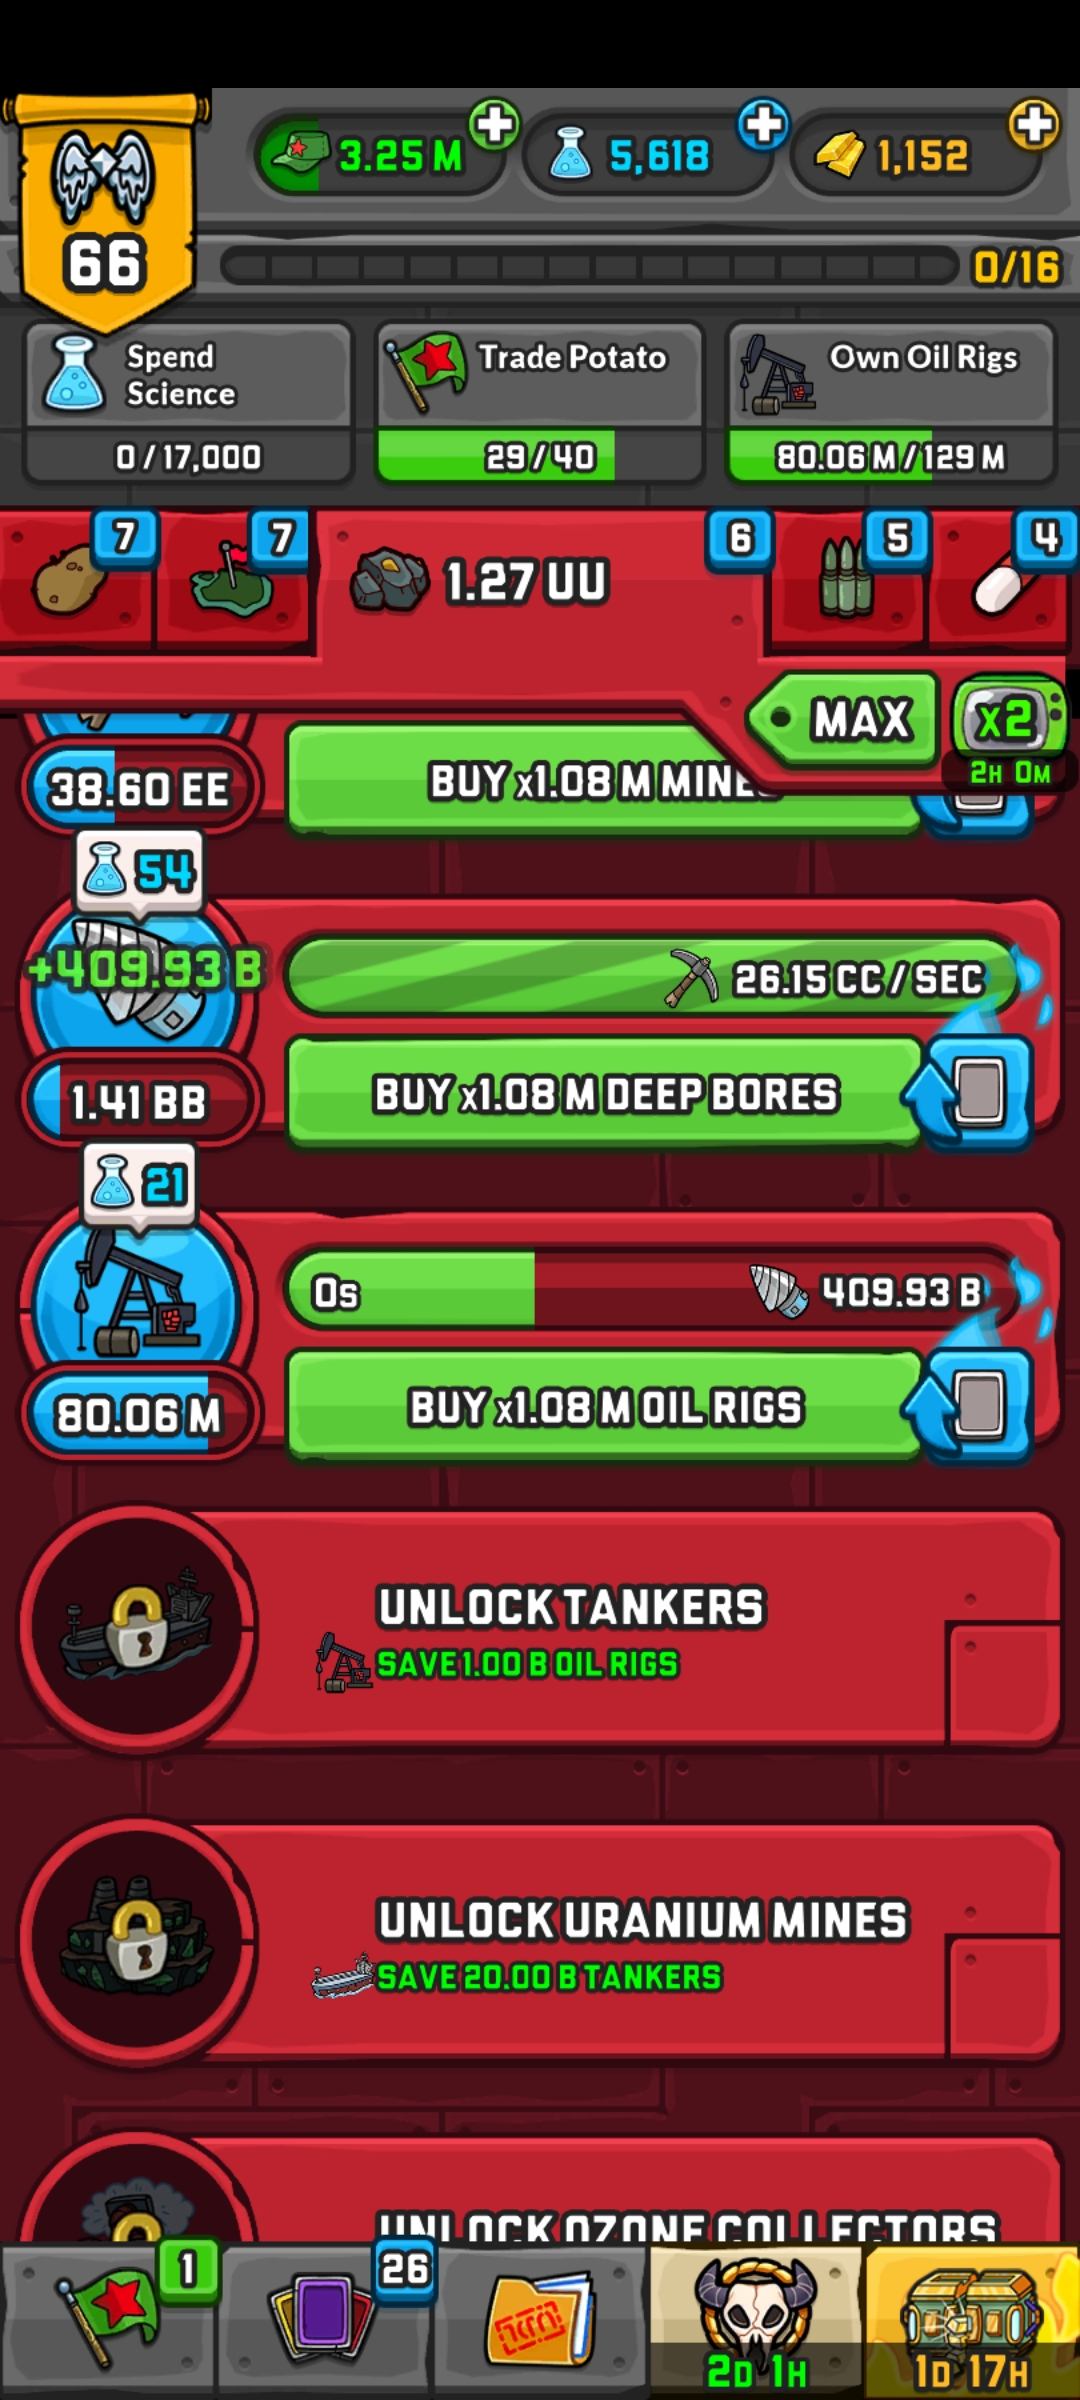 3.25 M
5,618
1,152
66
0/16
Spend
Science
0/17,000
Trade Potato
29/40
Own Oil Rigs
80.06 M/129 M
7
7
1.27 UU
6
5
4
MAX
x2
2H 0M
38.60 EE
BUY x1.08 M MINE
54
+409.93 B
26.15 CC / SEC
1.41 BB
BUY x1.08 M DEEP BORES
21
0s
409.93 B
80.06 M
BUY x1.08 M OIL RIGS
UNLOCK TANKERS
SAVE 1.00 B OIL RIGS
UNLOCK URANIUM MINES
SAVE 20.00 B TANKERS
UNLOCK OZONE COLLECTORS
1
26
2D 1H
1D 17H